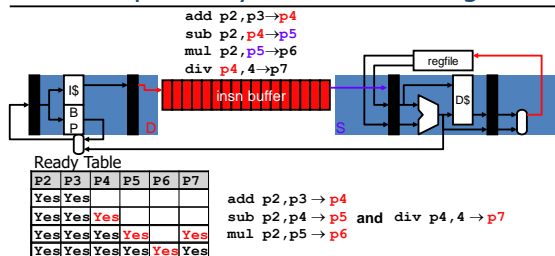 add p2,p3→p4
sub p2,p4→p5
mul p2,p5→p6
div p4,4→p7
regfile
I$
B
P
D
insn buffer
S
D$
Ready Table
P2 P3 P4 P5 P6 P7
Yes Yes
Yes Yes Yes
Yes Yes Yes Yes Yes
Yes Yes Yes Yes Yes Yes
add p2,p3 → p4
sub p2,p4 → p5 and div p4,4 → p7
mul p2,p5 → p6